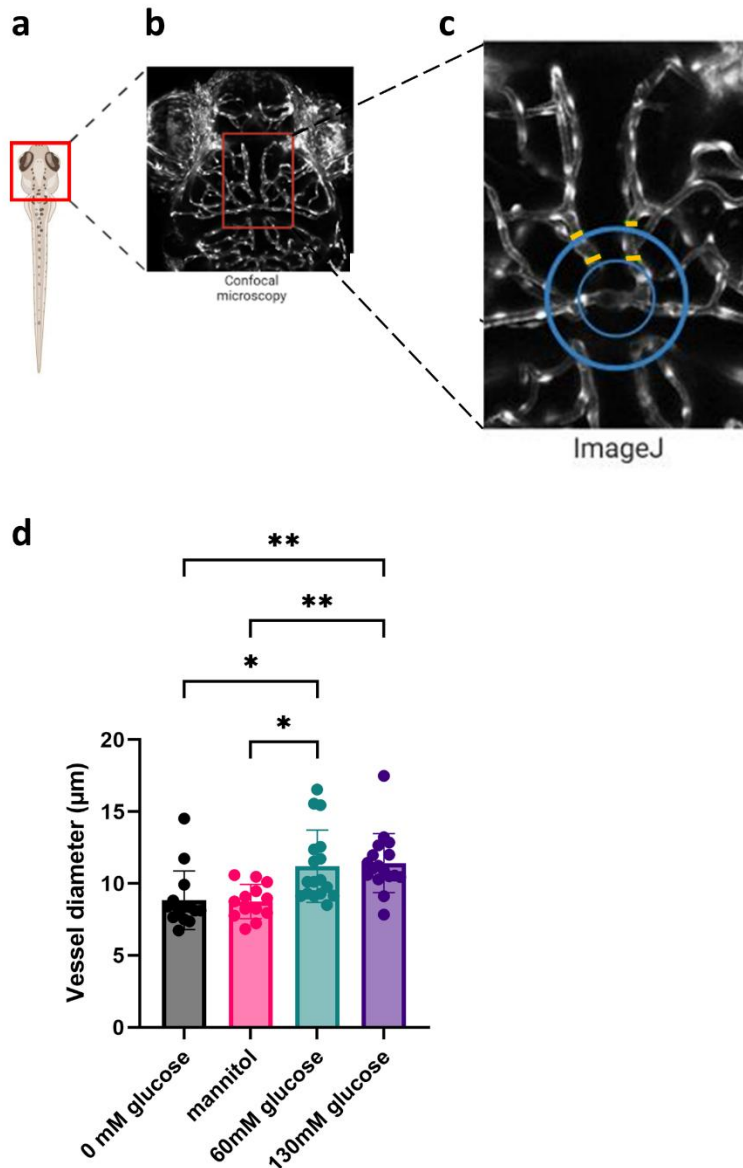 a
b
c
Confocal
microscopy
ImageJ
d
**
**
*
*
20
15
10
5
0
Vessel diameter (µm)
0 mM glucose
mannitol
60mM glucose
130mM glucose